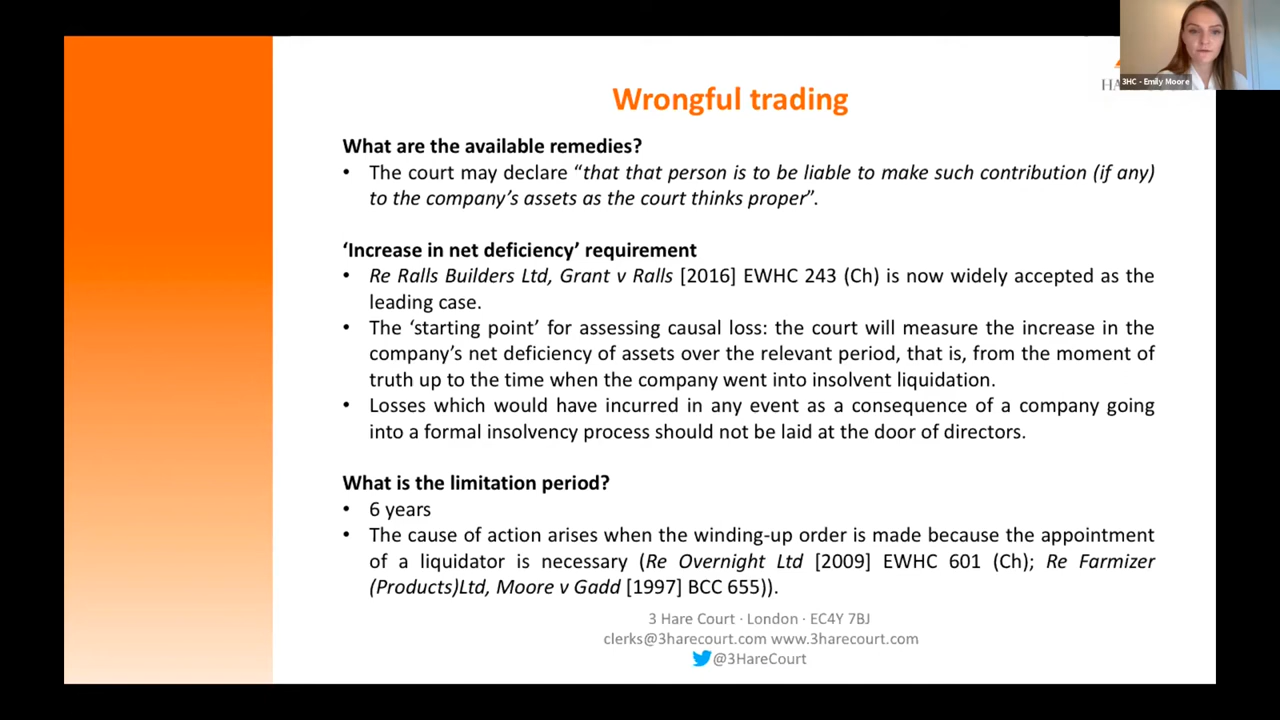 3HC - Emily Moore
Wrongful trading
What are the available remedies?
• The court may declare “that that person is to be liable to make such contribution (if any)
to the company’s assets as the court thinks proper”.
‘Increase in net deficiency’ requirement
• Re Ralls Builders Ltd, Grant v Ralls [2016] EWHC 243 (Ch) is now widely accepted as the
leading case.
• The ‘starting point’ for assessing causal loss: the court will measure the increase in the
company’s net deficiency of assets over the relevant period, that is, from the moment of
truth up to the time when the company went into insolvent liquidation.
• Losses which would have incurred in any event as a consequence of a company going
into a formal insolvency process should not be laid at the door of directors.
What is the limitation period?
• 6 years
• The cause of action arises when the winding-up order is made because the appointment
of a liquidator is necessary (Re Overnight Ltd [2009] EWHC 601 (Ch); Re Farmizer
(Products)Ltd, Moore v Gadd [1997] BCC 655)).
3 Hare Court · London · EC4Y 7BJ
clerks@3harecourt.com www.3harecourt.com
@3HareCourt